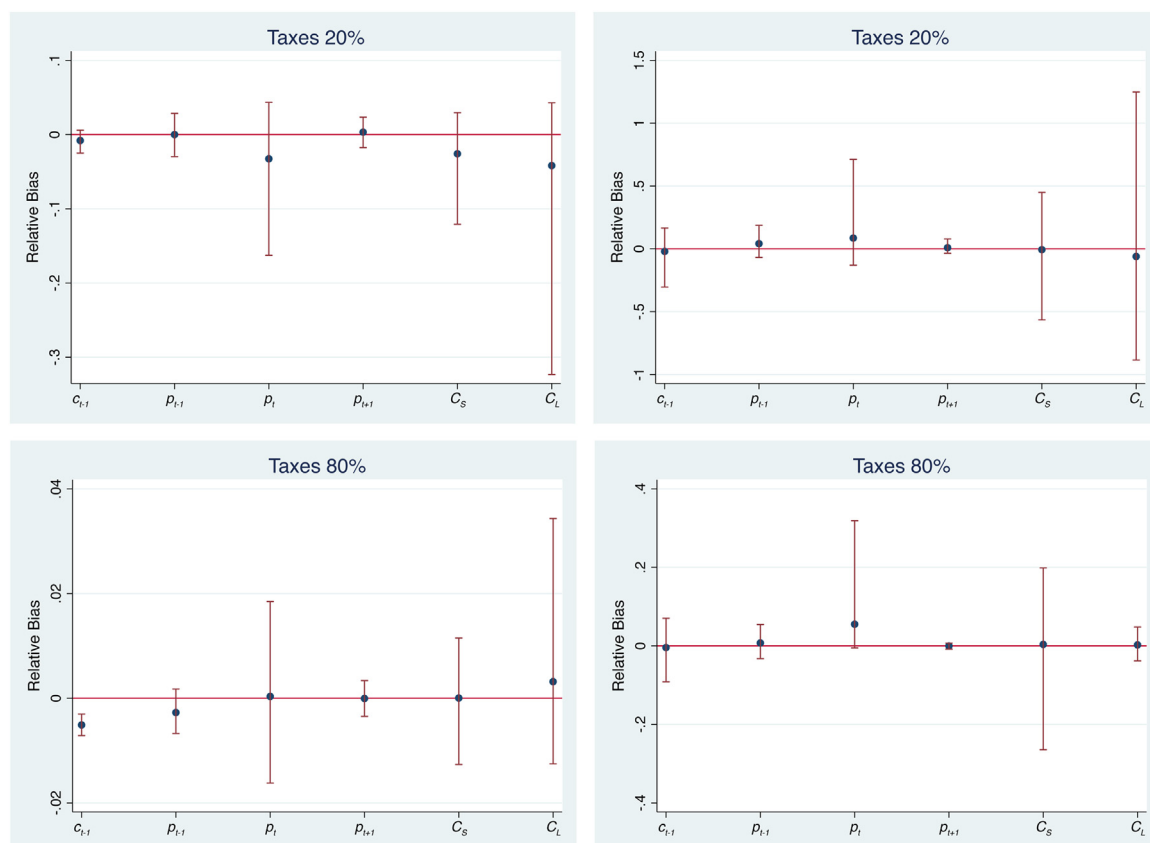 Taxes 20%
Relative Bias
.1
0
-.1
-.2
-.3
c_{t-1} p_{t-1} p_t p_{t+1} C_S C_L
Taxes 20%
Relative Bias
1.5
1
.5
0
-.5
-1
c_{t-1} p_{t-1} p_t p_{t+1} C_S C_L
Taxes 80%
Relative Bias
.04
.02
0
-.02
c_{t-1} p_{t-1} p_t p_{t+1} C_S C_L
Taxes 80%
Relative Bias
.4
.2
0
-.2
-.4
c_{t-1} p_{t-1} p_t p_{t+1} C_S C_L